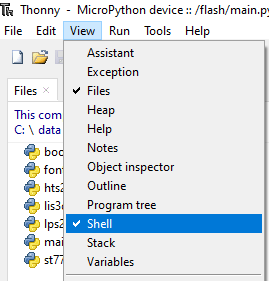 Thonny - MicroPython device :: /flash/main.p
File Edit View Run Tools Help
Files
This com
C: \ data
boo
font
hts2
lis3
lps2
mai
st77
Assistant
Exception
Files
Heap
Help
Notes
Object inspector
Outline
Program tree
Shell
Stack
Variables